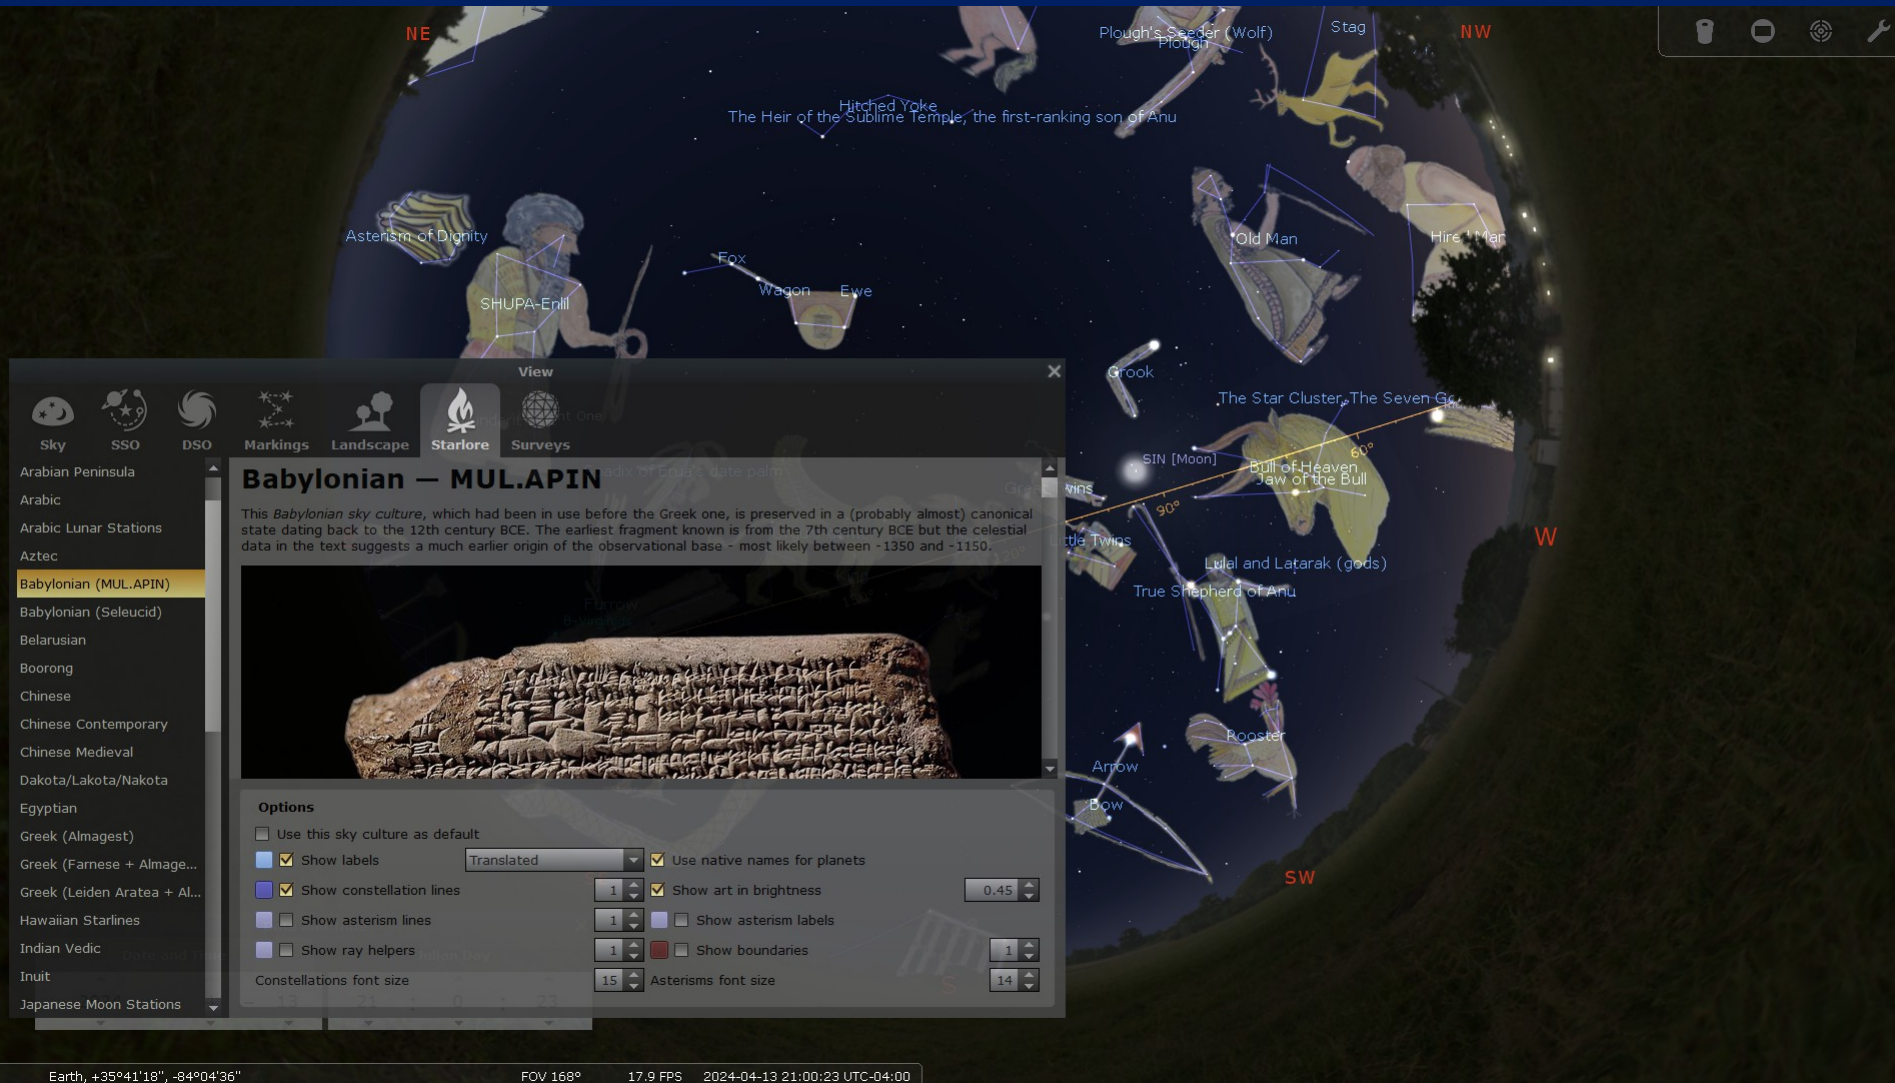 NE
NW
Plough's Seeder (Wolf)
Plough
Stag
Hitched Yoke
The Heir of the Sublime Temple, the first-ranking son of Anu
Asterism of Dignity
SHUPA-Enlil
Fox
Wagon
Ewe
Old Man
View
Crook
The Star Cluster, The Seven
Sky
SSO
DSO
Markings
Landscape
Starlore
Surveys
60°
SIN [Moon]
Bull of Heaven
Jaw of the Bull
90°
W
Little Twins
Lulal and Latarak (gods)
True Shepherd of Anu
Rooster
Arrow
Bow
SW
Arabian Peninsula
Arabic
Arabic Lunar Stations
Aztec
Babylonian (MUL.APIN)
Babylonian (Seleucid)
Belarusian
Boorong
Chinese
Chinese Contemporary
Chinese Medieval
Dakota/Lakota/Nakota
Egyptian
Greek (Almagest)
Greek (Farnese + Almage...
Greek (Leiden Aratea + Al...
Hawaiian Starlines
Indian Vedic
Inuit
Japanese Moon Stations
Babylonian — MUL.APIN
This Babylonian sky culture, which had been in use before the Greek one, is preserved in a (probably almost) canonical
state dating back to the 12th century BCE. The earliest fragment known is from the 7th century BCE but the celestial
data in the text suggests a much earlier origin of the observational base - most likely between -1350 and -1150.
Furrow
120°
Options
Use this sky culture as default
Show labels Translated Use native names for planets
Show constellation lines 1 Show art in brightness 0.45
Show asterism lines 1 Show asterism labels
Show ray helpers 1 Show boundaries 1
Constellations font size 15 Asterisms font size 14
Earth, +35°41'18", -84°04'36" FOV 168° 17.9 FPS 2024-04-13 21:00:23 UTC-04:00